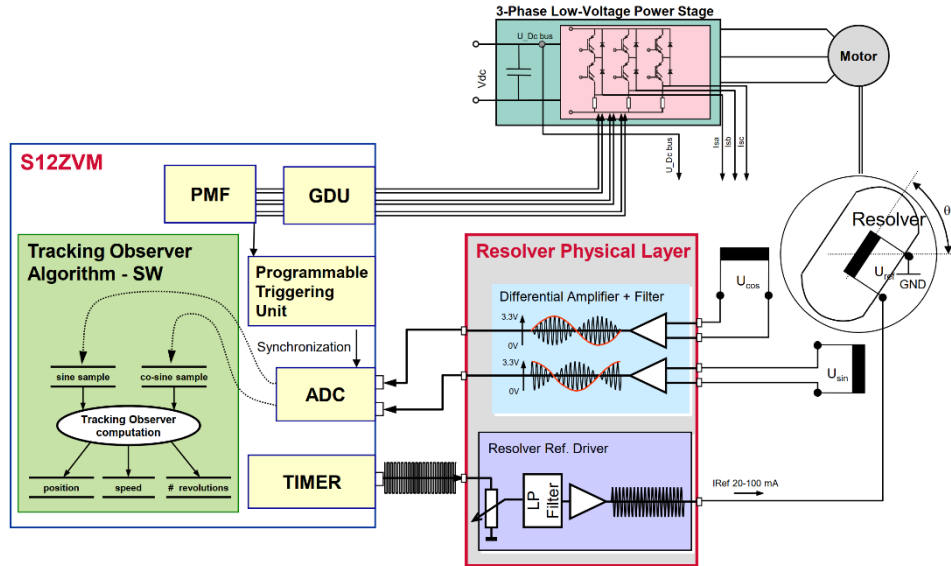 3-Phase Low-Voltage Power Stage
U_Dc bus
Vdc
Motor
U_Dc bus
Isa
Isb
Isc
S12ZVM
PMF
GDU
Resolver
θ
U_ref
GND
Tracking Observer
Algorithm - SW
Programmable
Triggering
Unit
Resolver Physical Layer
U_cos
Differential Amplifier + Filter
3.3V
0V
Synchronization
3.3V
0V
U_sin
sine sample
co-sine sample
ADC
Tracking Observer
computation
Resolver Ref. Driver
TIMER
position
speed
# revolutions
LP
Filter
IRef 20-100 mA